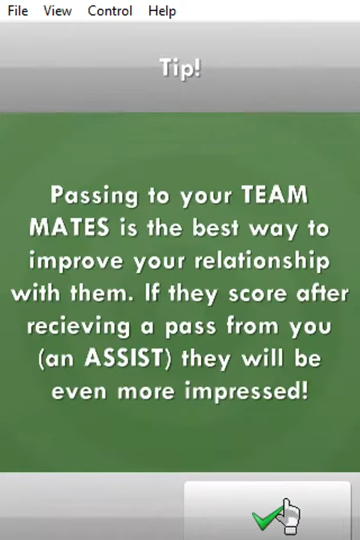 File View Control Help
Tip!
Passing to your TEAM
MATES is the best way to
improve your relationship
with them. If they score after
recieving a pass from you
(an ASSIST) they will be
even more impressed!